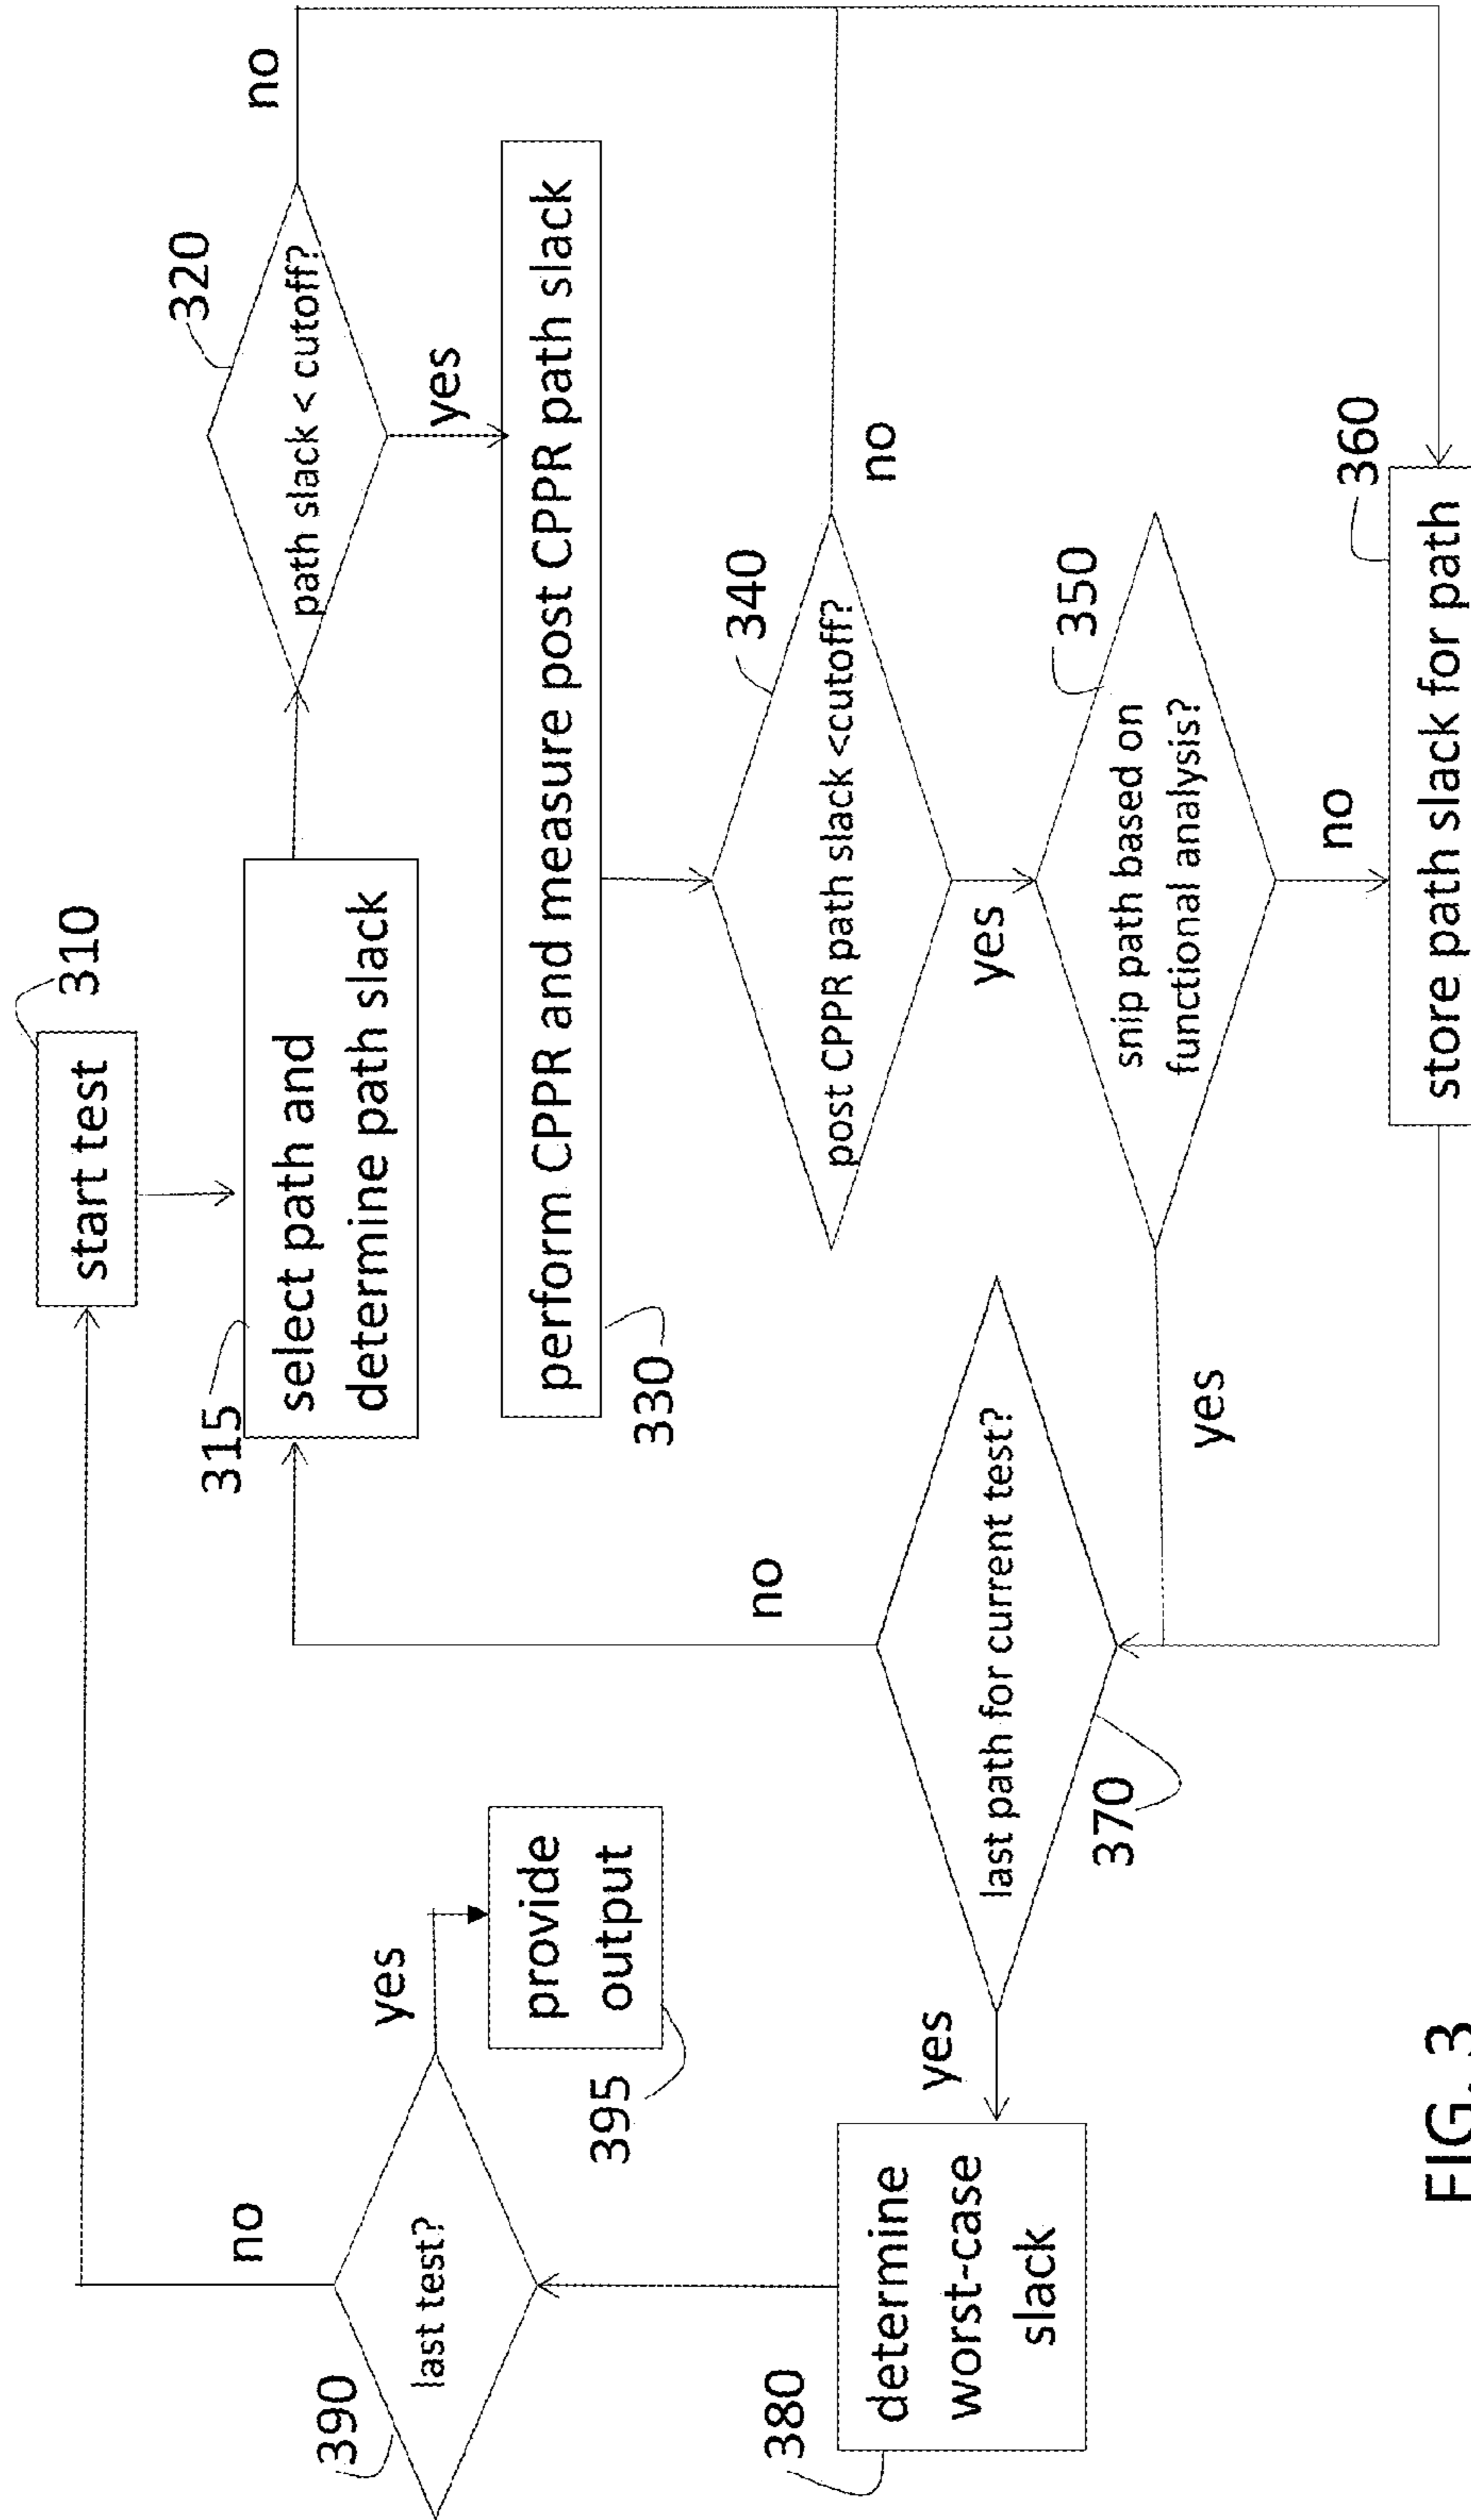 310
start test
315
select path and
determine path slack
320
path slack < cutoff?
no
yes
330
perform CPPR and measure post CPPR path slack
340
post CPPR path slack <cutoff?
no
yes
350
snip path based on
functional analysis?
yes
no
360
store path slack for path
370
last path for current test?
no
yes
380
determine
worst-case
slack
390
last test?
no
yes
395
provide
output
FIG. 3